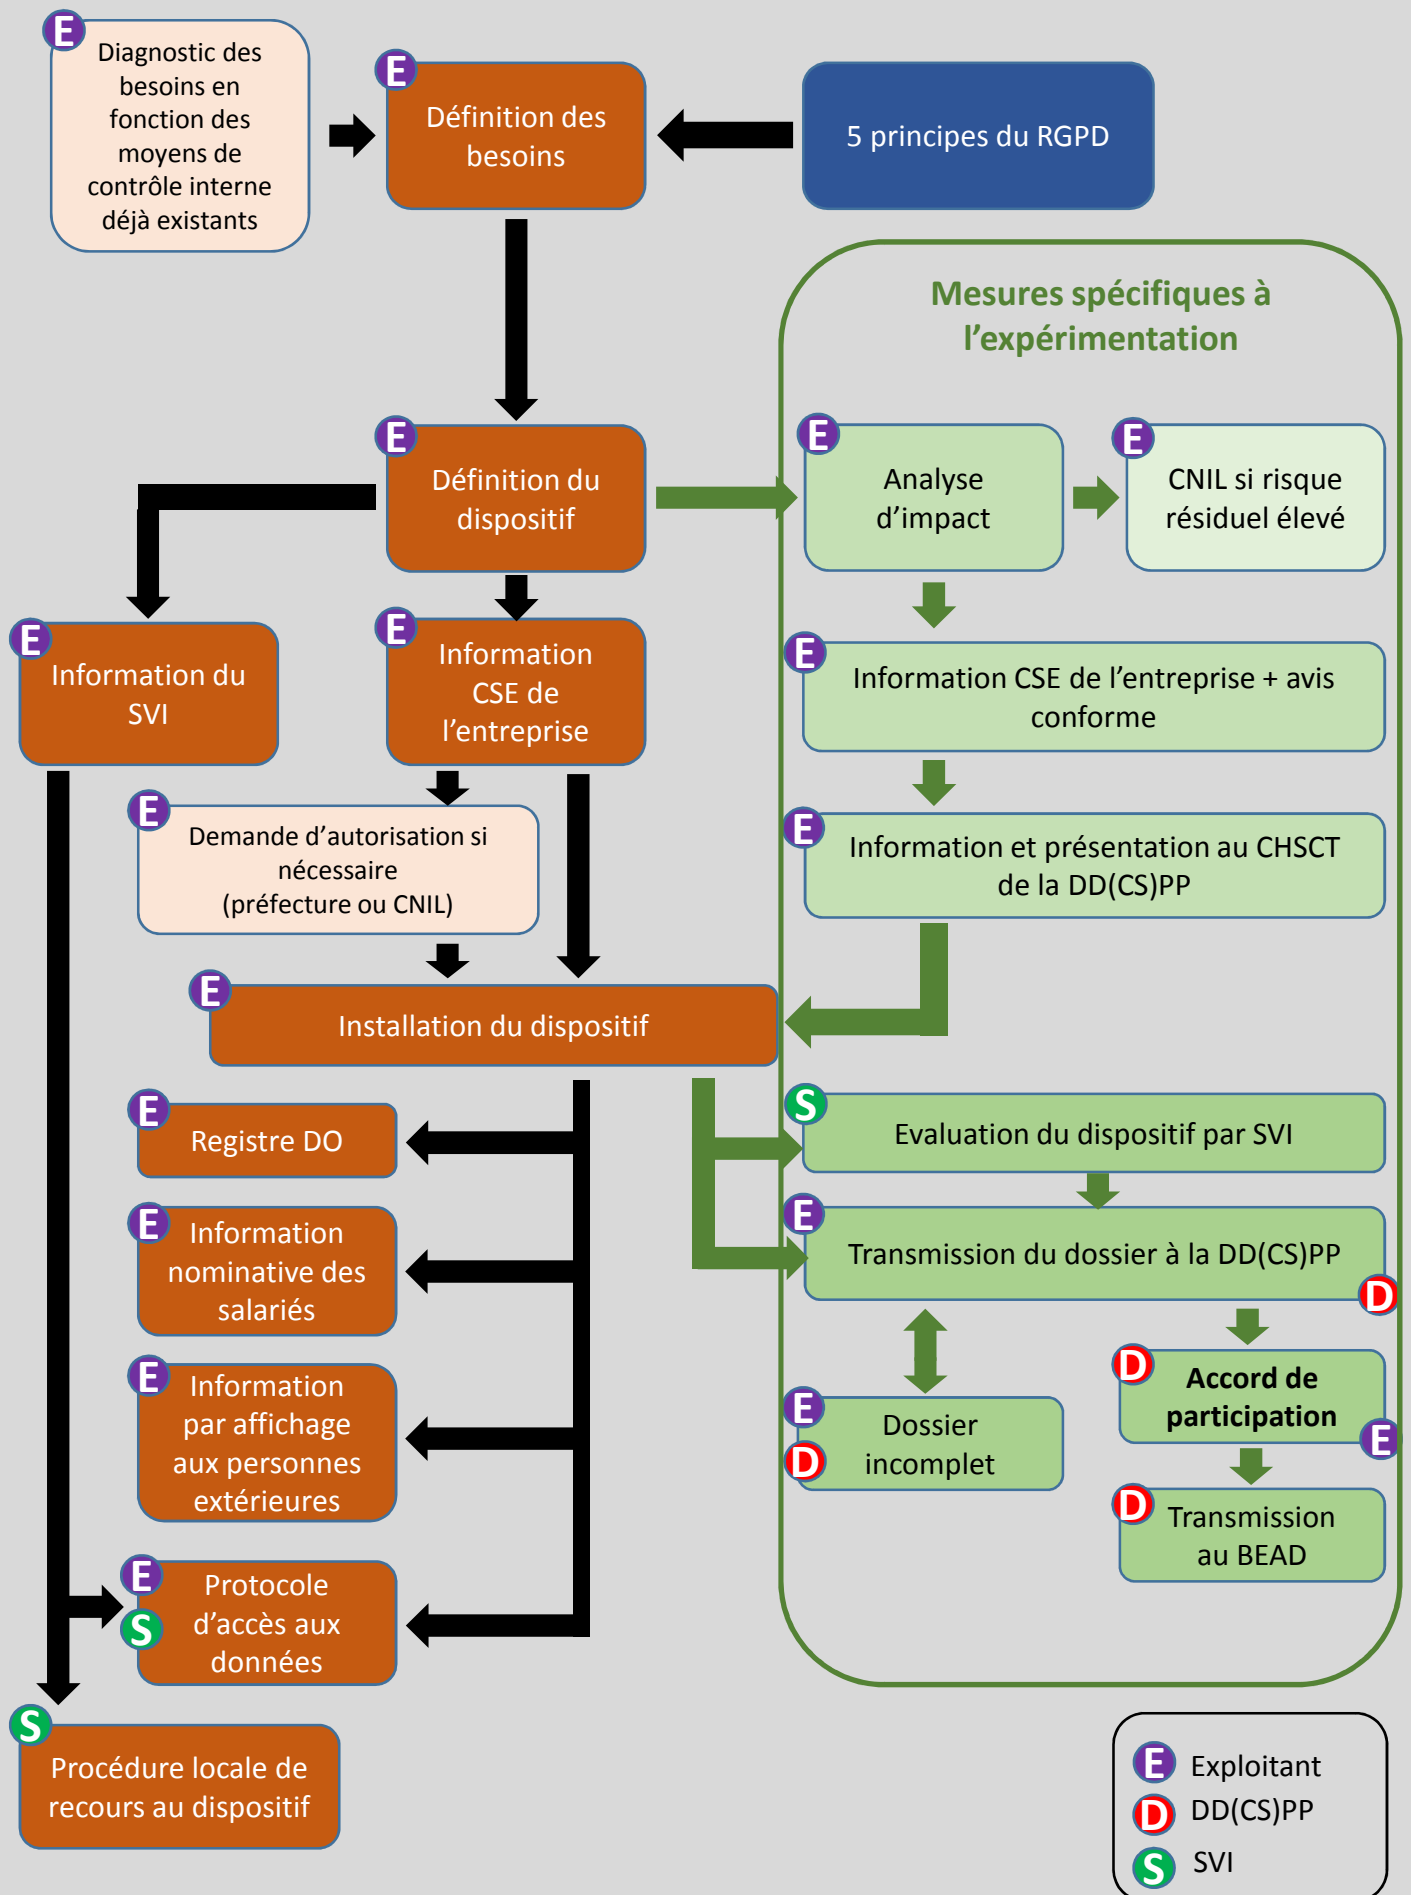 E
Diagnostic des
besoins en
fonction des
moyens de
contrôle interne
déjà existants
E
Définition des
besoins
5 principes du RGPD
Mesures spécifiques à
l'expérimentation
E
Définition du
dispositif
E
Analyse
d'impact
E
CNIL si risque
résiduel élevé
E
Information du
SVI
E
Information
CSE de
l'entreprise
E
Information CSE de l'entreprise + avis
conforme
E
Demande d'autorisation si
nécessaire
(préfecture ou CNIL)
E
Information et présentation au CHSCT
de la DD(CS)PP
E
Installation du dispositif
E
Registre DO
S
Evaluation du dispositif par SVI
E
Information
nominative des
salariés
E
Transmission du dossier à la DD(CS)PP
D
E
Information
par affichage
aux personnes
extérieures
E
D
Dossier
incomplet
D
Accord de
participation
E
D
Transmission
au BEAD
E
S
Protocole
d'accès aux
données
S
Procédure locale de
recours au dispositif
E Exploitant
D DD(CS)PP
S SVI